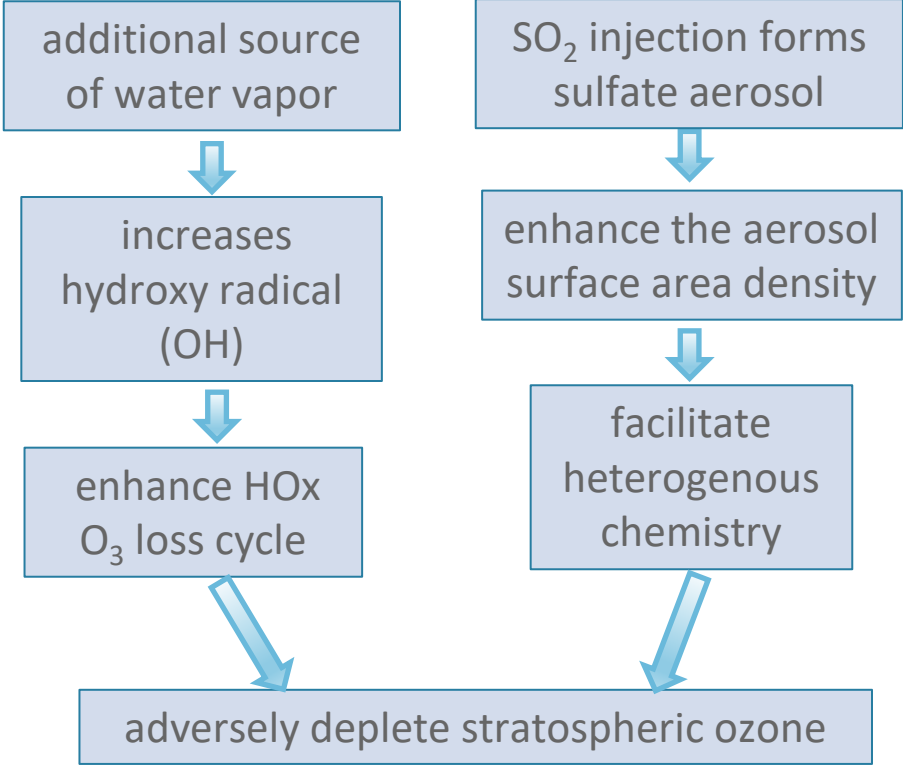 additional source
of water vapor
increases
hydroxy radical
(OH)
enhance HOx
O₃ loss cycle
SO₂ injection forms
sulfate aerosol
enhance the aerosol
surface area density
facilitate
heterogenous
chemistry
adversely deplete stratospheric ozone